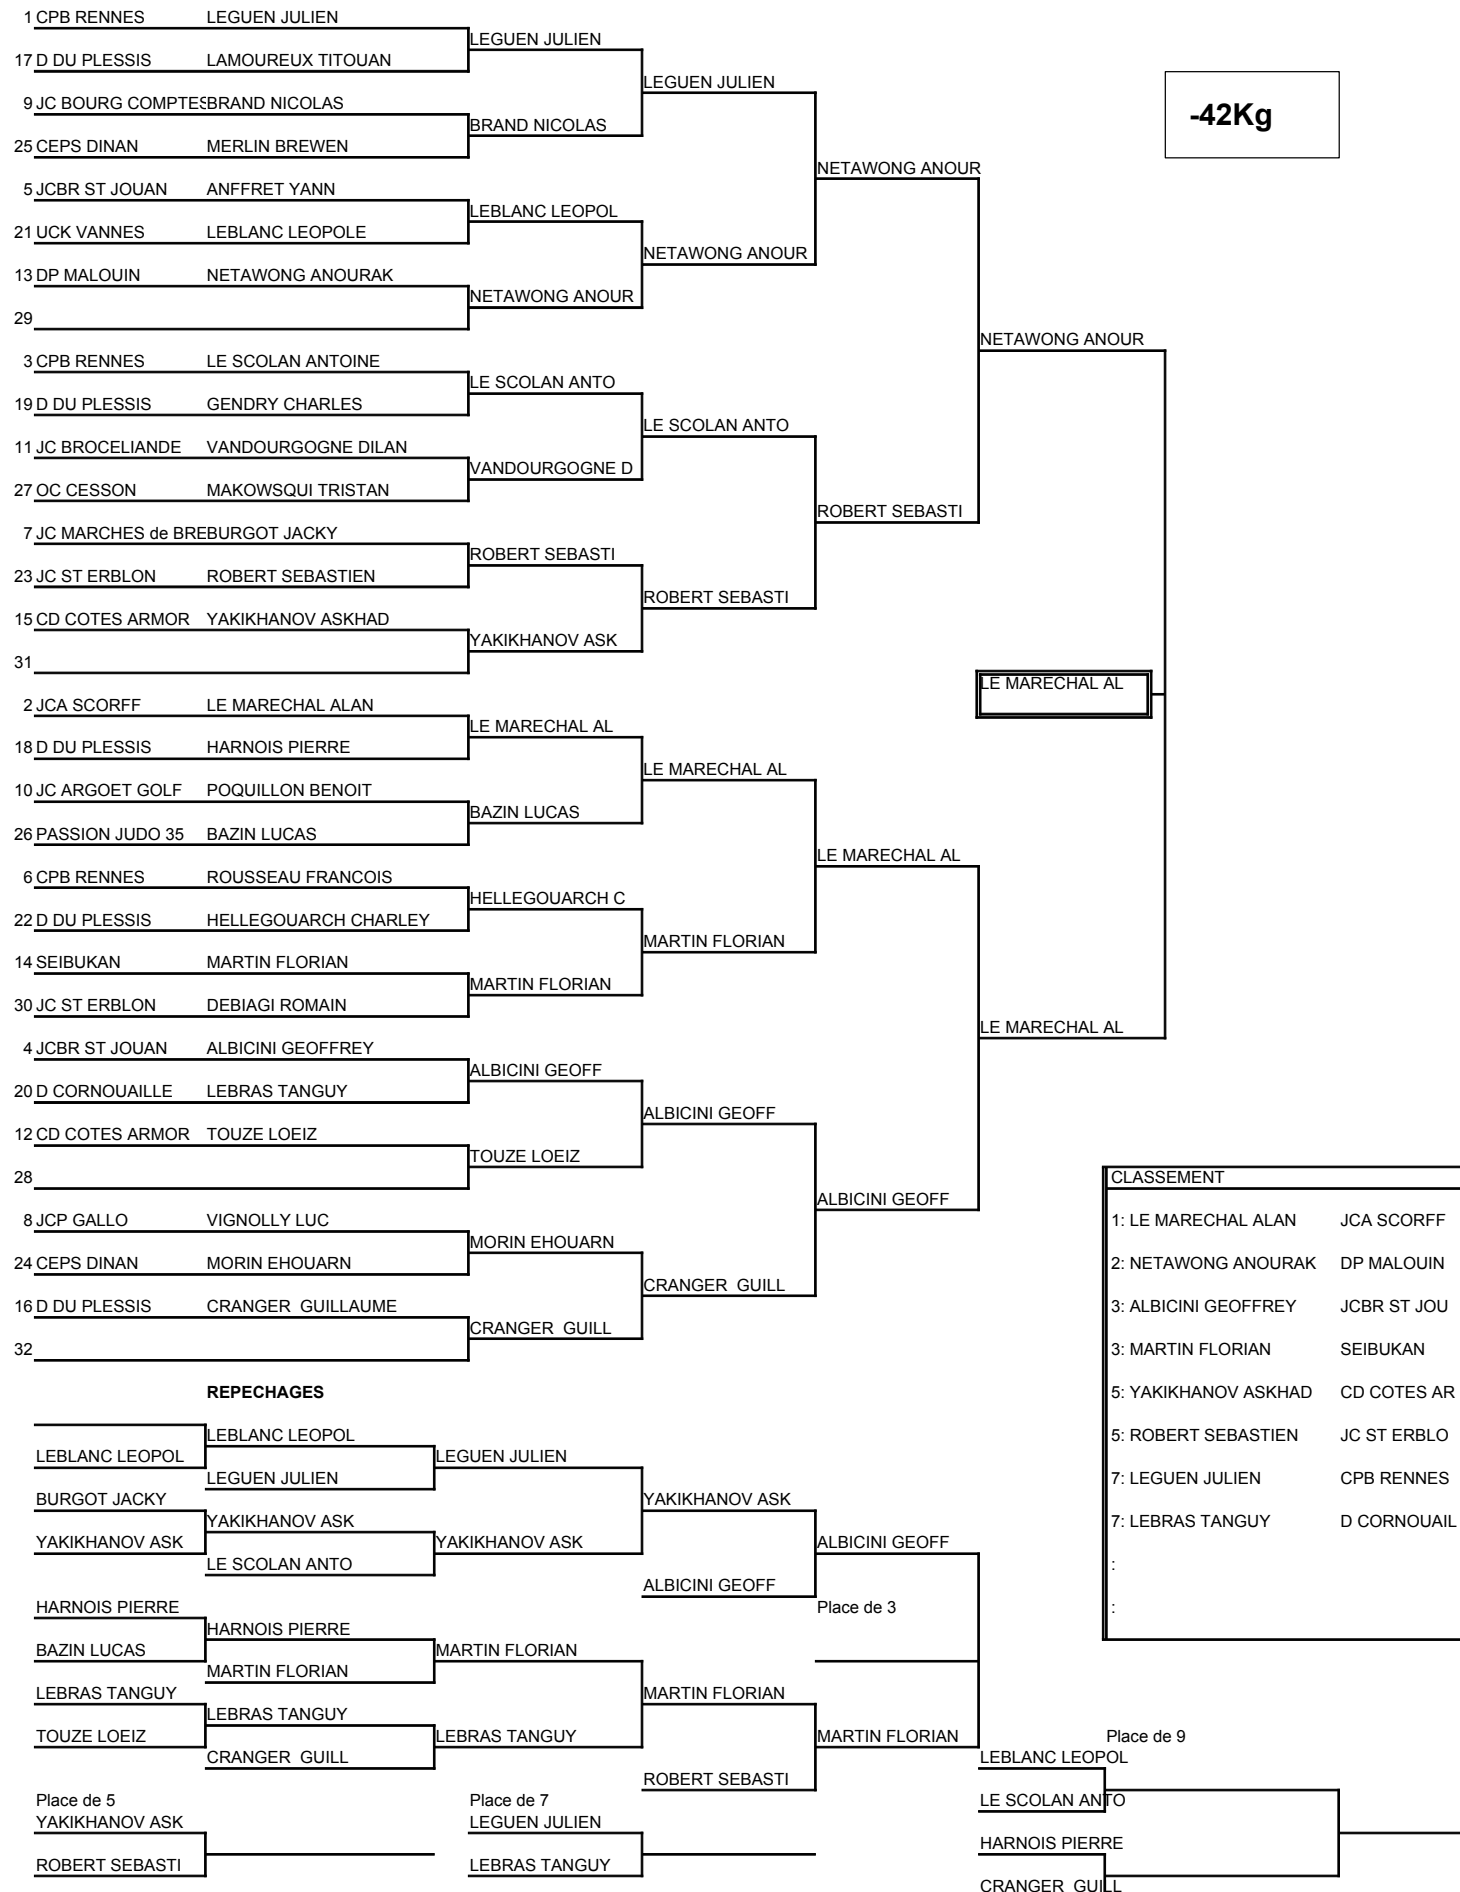 1 CPB RENNES LEGUEN JULIEN
LEGUEN JULIEN
17 D DU PLESSIS LAMOUREUX TITOUAN
LEGUEN JULIEN
9 JC BOURG COMPTES BRAND NICOLAS
-42Kg
BRAND NICOLAS
25 CEPS DINAN MERLIN BREWEN
NETAWONG ANOUR
5 JCBR ST JOUAN ANFFRET YANN
LEBLANC LEOPOL
21 UCK VANNES LEBLANC LEOPOLE
NETAWONG ANOUR
13 DP MALOUIN NETAWONG ANOURAK
NETAWONG ANOUR
29
NETAWONG ANOUR
3 CPB RENNES LE SCOLAN ANTOINE
LE SCOLAN ANTO
19 D DU PLESSIS GENDRY CHARLES
LE SCOLAN ANTO
11 JC BROCELIANDE VANDOURGOGNE DILAN
VANDOURGOGNE D
27 OC CESSON MAKOWSQUI TRISTAN
ROBERT SEBASTI
7 JC MARCHES de BRE BURGOT JACKY
ROBERT SEBASTI
23 JC ST ERBLON ROBERT SEBASTIEN
ROBERT SEBASTI
15 CD COTES ARMOR YAKIKHANOV ASKHAD
YAKIKHANOV ASK
31
LE MARECHAL AL
2 JCA SCORFF LE MARECHAL ALAN
LE MARECHAL AL
18 D DU PLESSIS HARNOIS PIERRE
LE MARECHAL AL
10 JC ARGOET GOLF POQUILLON BENOIT
BAZIN LUCAS
26 PASSION JUDO 35 BAZIN LUCAS
LE MARECHAL AL
6 CPB RENNES ROUSSEAU FRANCOIS
HELLEGOUARCH C
22 D DU PLESSIS HELLEGOUARCH CHARLEY
MARTIN FLORIAN
14 SEIBUKAN MARTIN FLORIAN
MARTIN FLORIAN
30 JC ST ERBLON DEBIAGI ROMAIN
LE MARECHAL AL
4 JCBR ST JOUAN ALBICINI GEOFFREY
ALBICINI GEOFF
20 D CORNOUAILLE LEBRAS TANGUY
ALBICINI GEOFF
12 CD COTES ARMOR TOUZE LOEIZ
TOUZE LOEIZ
28
ALBICINI GEOFF
8 JCP GALLO VIGNOLLY LUC
MORIN EHOUARN
24 CEPS DINAN MORIN EHOUARN
CRANGER GUILL
16 D DU PLESSIS CRANGER GUILLAUME
CRANGER GUILL
32
CLASSEMENT
1: LE MARECHAL ALAN JCA SCORFF
2: NETAWONG ANOURAK DP MALOUIN
3: ALBICINI GEOFFREY JCBR ST JOU
3: MARTIN FLORIAN SEIBUKAN
5: YAKIKHANOV ASKHAD CD COTES AR
5: ROBERT SEBASTIEN JC ST ERBLO
7: LEGUEN JULIEN CPB RENNES
7: LEBRAS TANGUY D CORNOUAIL
:
:
REPECHAGES
LEBLANC LEOPOL
LEBLANC LEOPOL
LEGUEN JULIEN
LEGUEN JULIEN
BURGOT JACKY
YAKIKHANOV ASK
YAKIKHANOV ASK
YAKIKHANOV ASK
YAKIKHANOV ASK
ALBICINI GEOFF
LE SCOLAN ANTO
ALBICINI GEOFF
HARNOIS PIERRE
Place de 3
HARNOIS PIERRE
BAZIN LUCAS
MARTIN FLORIAN
MARTIN FLORIAN
LEBRAS TANGUY
MARTIN FLORIAN
LEBRAS TANGUY
TOUZE LOEIZ
LEBRAS TANGUY
MARTIN FLORIAN
Place de 9
CRANGER GUILL
LEBLANC LEOPOL
ROBERT SEBASTI
Place de 5
Place de 7
LE SCOLAN ANTO
YAKIKHANOV ASK
LEGUEN JULIEN
HARNOIS PIERRE
ROBERT SEBASTI
LEBRAS TANGUY
CRANGER GUILL